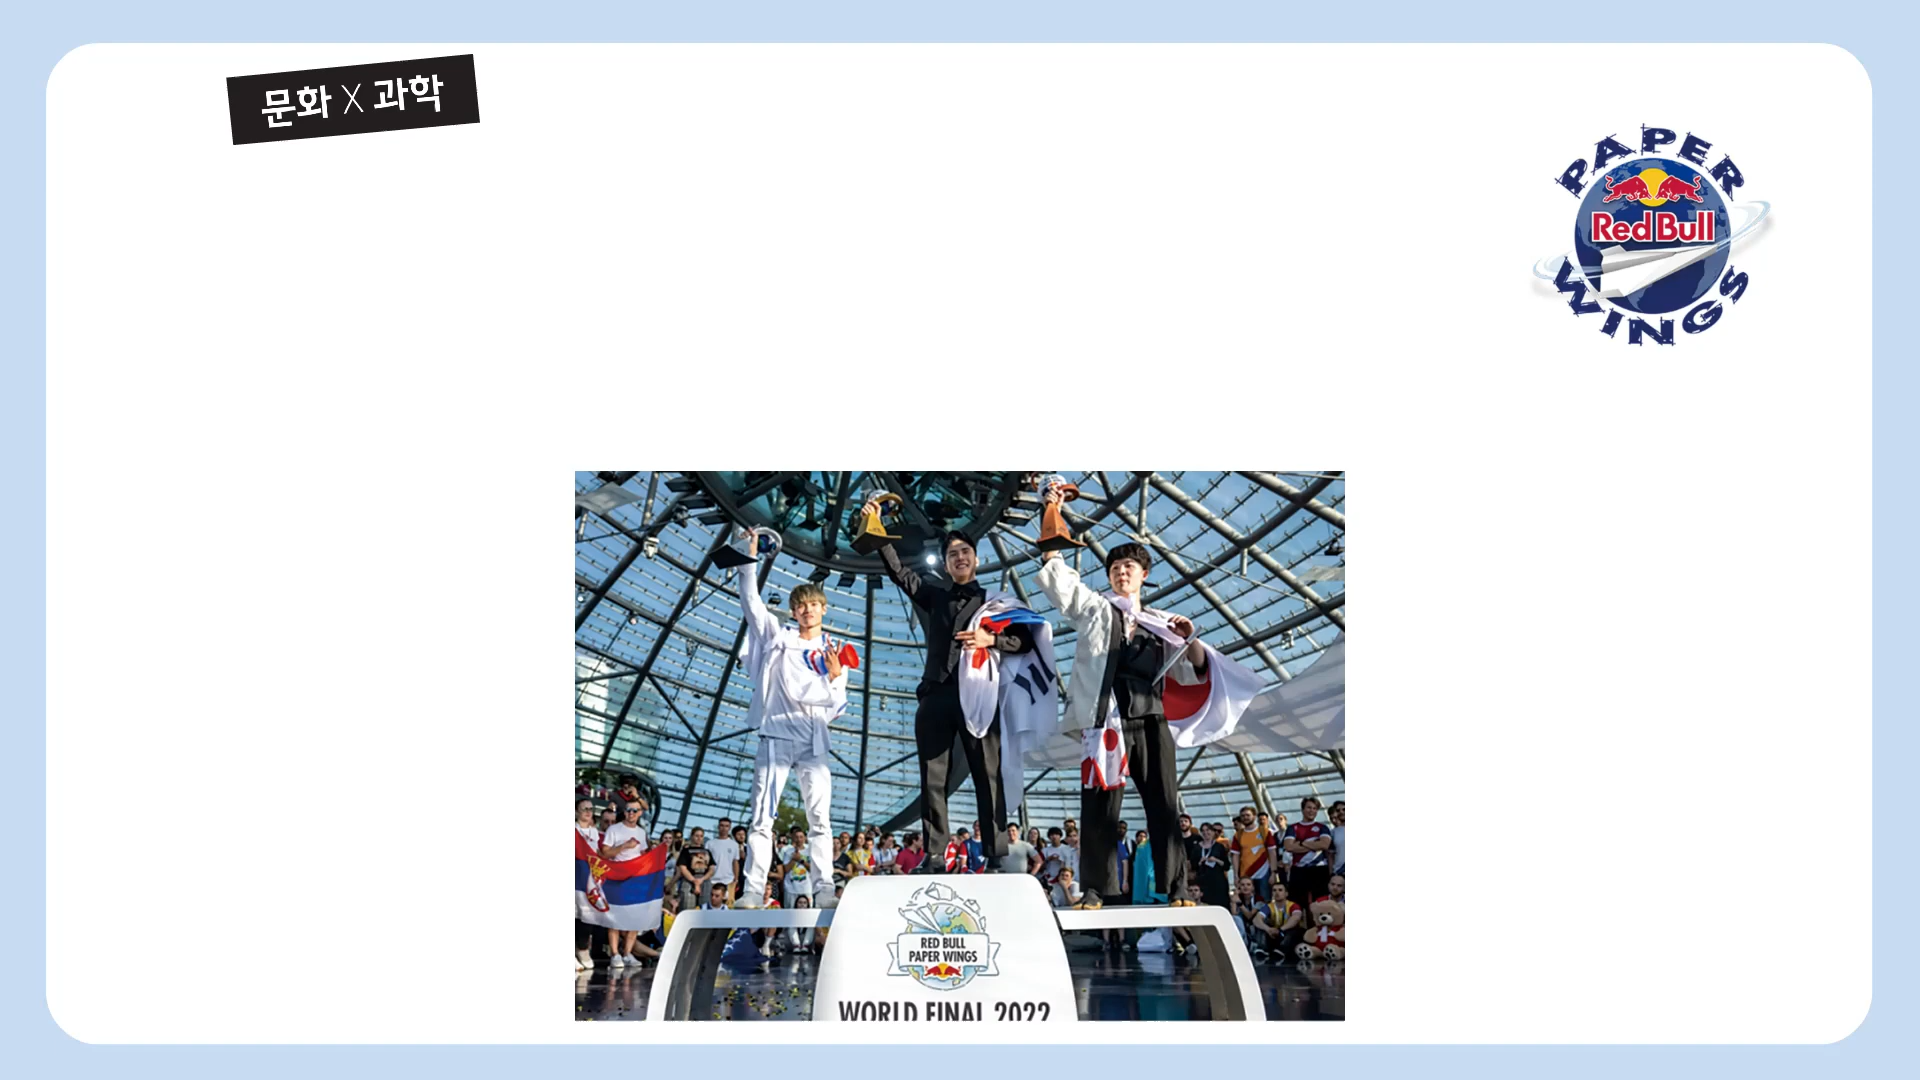 문화 X 과학
PAPER
Red Bull
WINGS
RED BULL
PAPER WINGS
WORLD FINAL 2022